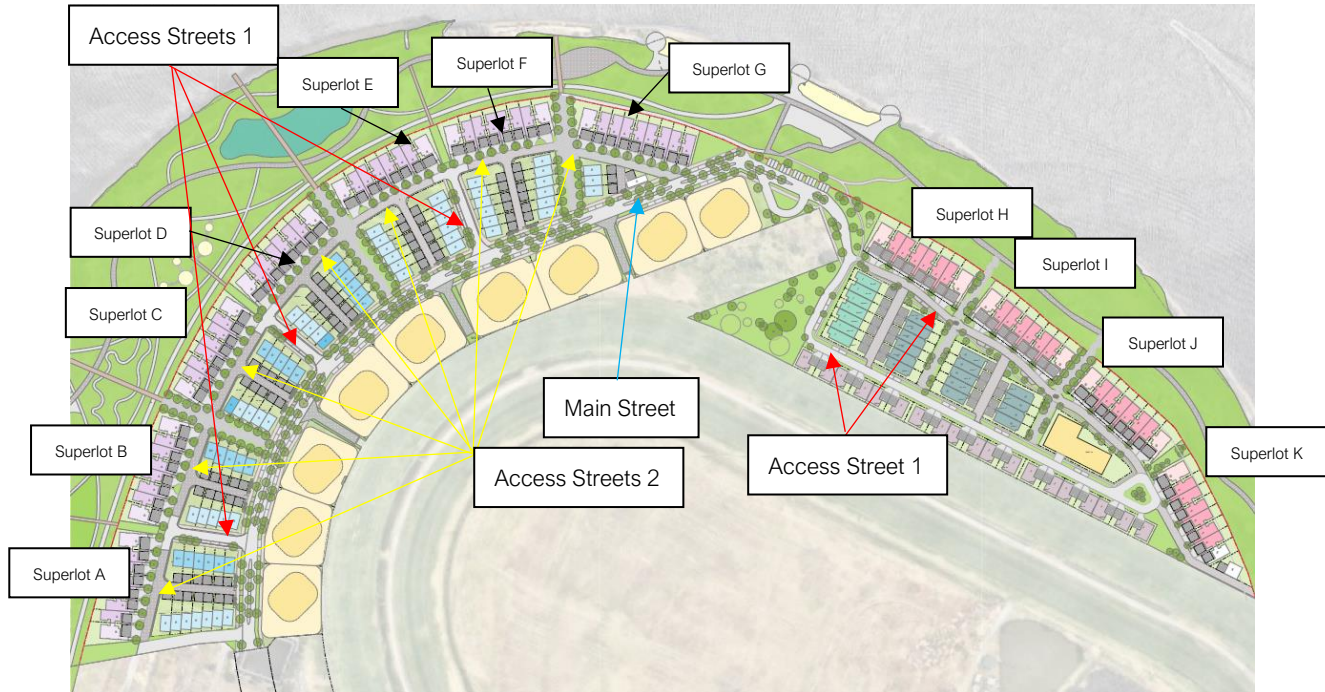 Access Streets 1
Superlot E
Superlot F
Superlot G
Superlot D
Superlot H
Superlot I
Superlot C
Superlot J
Main Street
Superlot B
Access Streets 2
Access Street 1
Superlot K
Superlot A